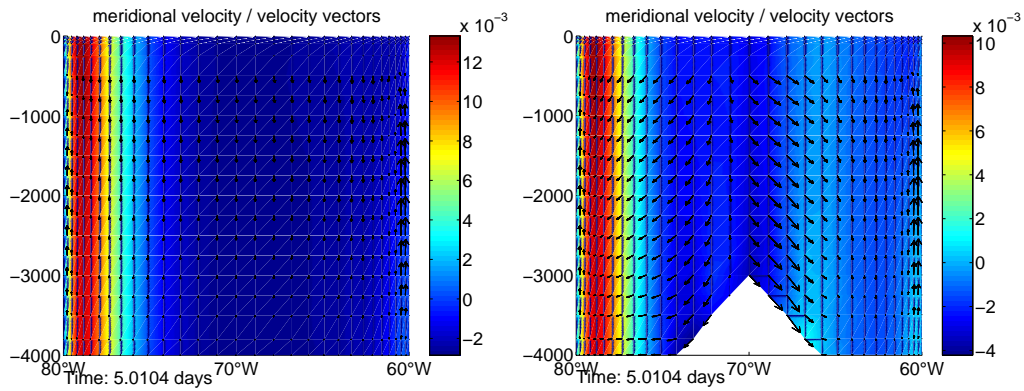 meridional velocity / velocity vectors
x 10⁻³
0
−1000
−2000
−3000
−4000
80°W
70°W
60°W
Time: 5.0104 days
12
10
8
6
4
2
0
−2
meridional velocity / velocity vectors
x 10⁻³
0
−1000
−2000
−3000
−4000
80°W
70°W
60°W
Time: 5.0104 days
10
8
6
4
2
0
−2
−4